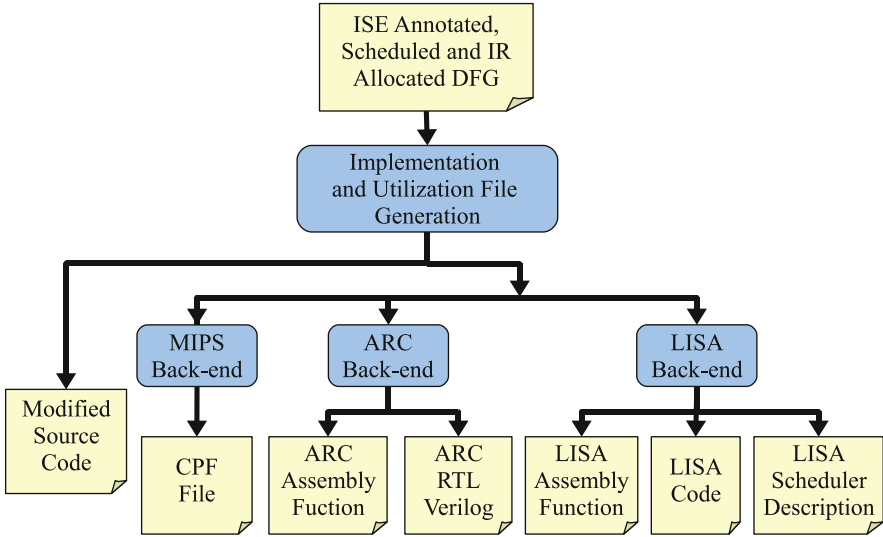 ISE Annotated,
Scheduled and IR
Allocated DFG
Implementation
and Utilization File
Generation
MIPS
Back-end
ARC
Back-end
LISA
Back-end
Modified
Source
Code
CPF
File
ARC
Assembly
Fuction
ARC
RTL
Verilog
LISA
Assembly
Function
LISA
Code
LISA
Scheduler
Description